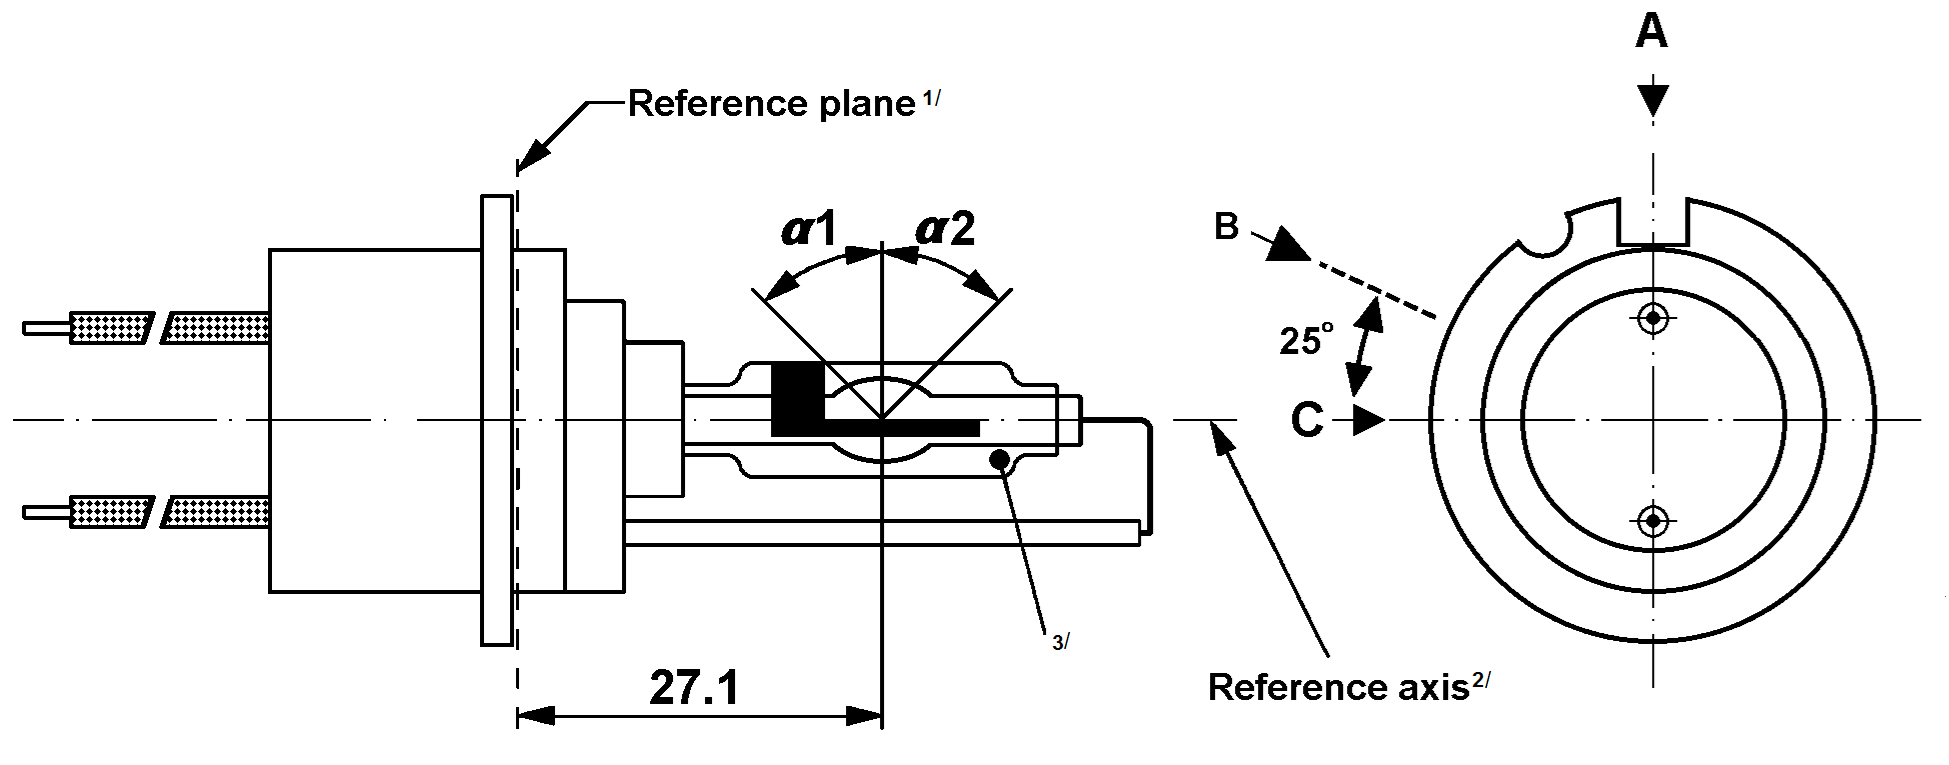 A
Reference plane 1/
α1 α2
B
25°
C
3/
27.1
Reference axis 2/